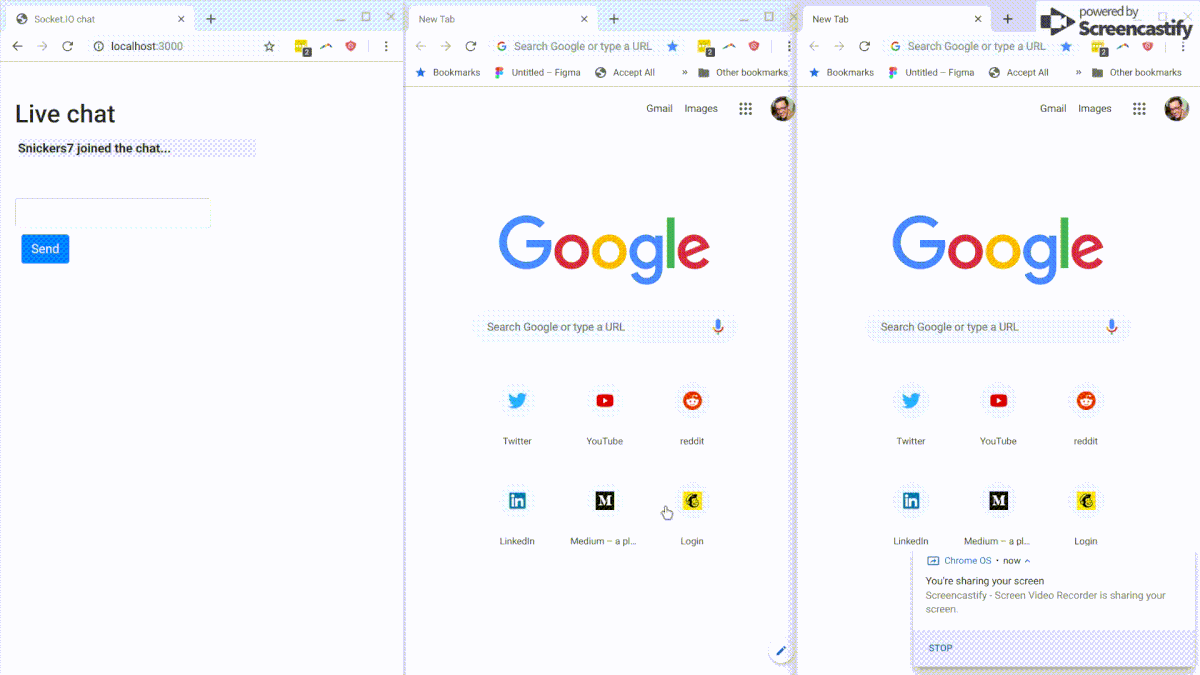 Socket.IO chat
localhost:3000
2
Live chat
Snickers7 joined the chat...
Send
New Tab
Search Google or type a URL
2
Bookmarks
Untitled – Figma
Accept All
»
Other bookmarks
Gmail
Images
Google
Search Google or type a URL
Twitter
YouTube
reddit
LinkedIn
Medium – a pl...
Login
New Tab
powered by
Screencastify
Search Google or type a URL
2
Bookmarks
Untitled – Figma
Accept All
»
Other bookmarks
Gmail
Images
Google
Search Google or type a URL
Twitter
YouTube
reddit
LinkedIn
Medium – a pl...
Login
Chrome OS • now
You're sharing your screen
Screencastify - Screen Video Recorder is sharing your
screen.
STOP